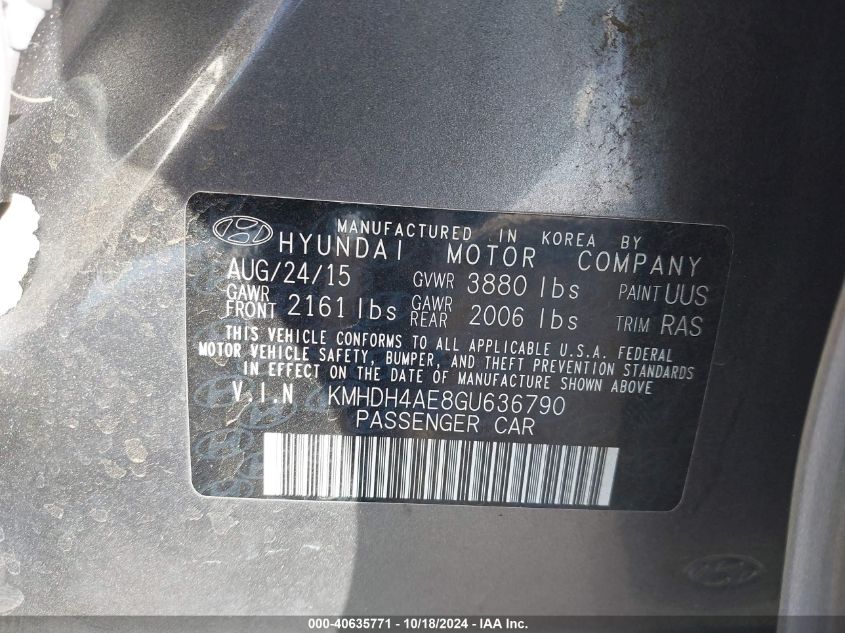 MANUFACTURED IN KOREA BY
HYUNDAI MOTOR COMPANY
AUG/24/15 GVWR 3880 lbs PAINT UUS
GAWR FRONT 2161 lbs GAWR REAR 2006 lbs TRIM RAS
THIS VEHICLE CONFORMS TO ALL APPLICABLE U.S.A. FEDERAL
MOTOR VEHICLE SAFETY, BUMPER, AND THEFT PREVENTION STANDARDS
IN EFFECT ON THE DATE OF MANUFACTURE SHOWN ABOVE
V.I.N KMHDH4AE8GU636790
PASSENGER CAR
000-40635771 - 10/18/2024 - IAA Inc.